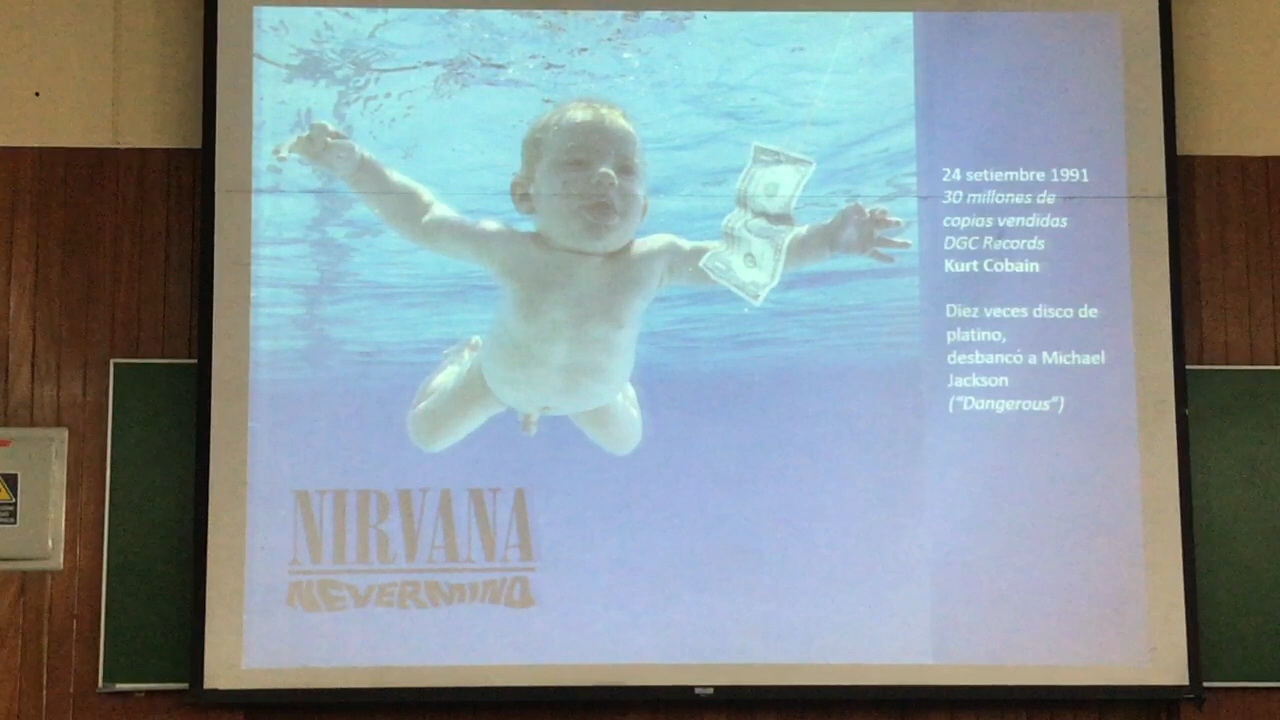 24 setiembre 1991
30 millones de
copias vendidas
DGC Records
Kurt Cobain
Diez veces disco de
platino,
desbancó a Michael
Jackson
("Dangerous")
NIRVANA
NEVERMIND